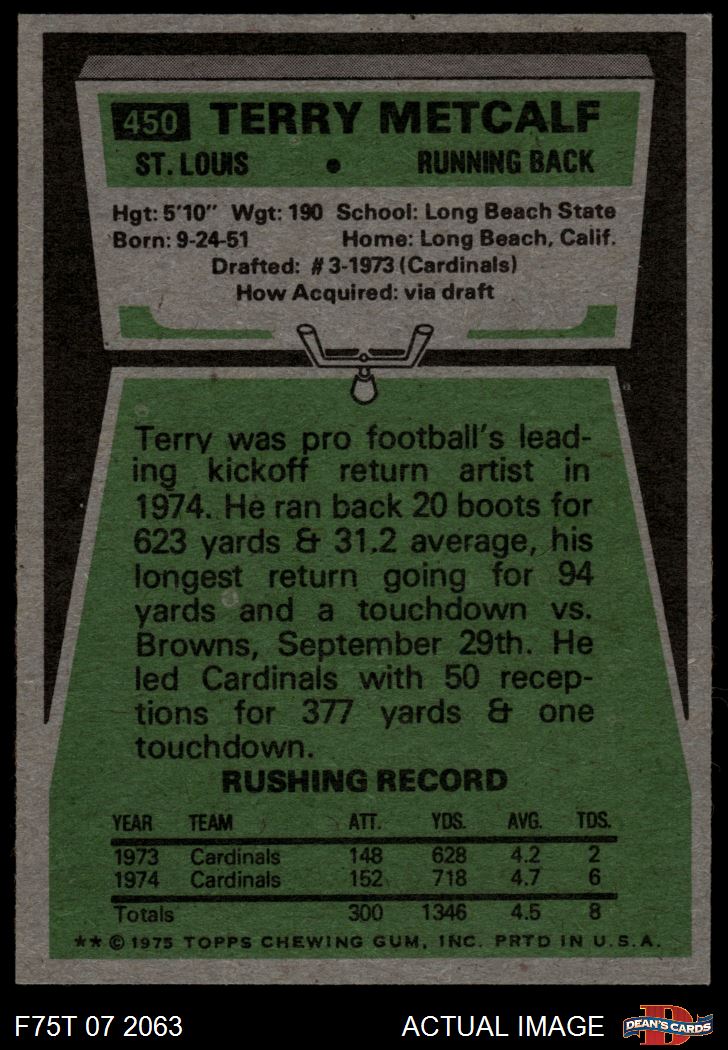 450 TERRY METCALF
ST. LOUIS • RUNNING BACK
Hgt: 5'10" Wgt: 190 School: Long Beach State
Born: 9-24-51 Home: Long Beach, Calif.
Drafted: #3-1973 (Cardinals)
How Acquired: via draft
Terry was pro football's lead-
ing kickoff return artist in
1974. He ran back 20 boots for
623 yards & 31.2 average, his
longest return going for 94
yards and a touchdown vs.
Browns, September 29th. He
led Cardinals with 50 recep-
tions for 377 yards & one
touchdown.
RUSHING RECORD
YEAR TEAM ATT. YDS. AVG. TDS.
1973 Cardinals 148 628 4.2 2
1974 Cardinals 152 718 4.7 6
Totals 300 1346 4.5 8
** © 1975 TOPPS CHEWING GUM, INC. PRTD IN U.S.A.
F75T 07 2063 ACTUAL IMAGE D DEAN'S CARDS